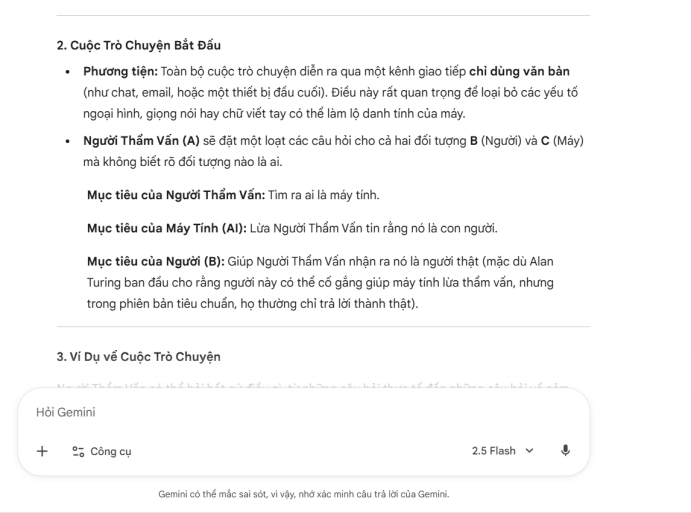 2. Cuộc Trò Chuyện Bắt Đầu
• Phương tiện: Toàn bộ cuộc trò chuyện diễn ra qua một kênh giao tiếp chỉ dùng văn bản
(như chat, email, hoặc một thiết bị đầu cuối). Điều này rất quan trọng để loại bỏ các yếu tố
ngoại hình, giọng nói hay chữ viết tay có thể làm lộ danh tính của máy.
• Người Thẩm Vấn (A) sẽ đặt một loạt các câu hỏi cho cả hai đối tượng B (Người) và C (Máy)
mà không biết rõ đối tượng nào là ai.
Mục tiêu của Người Thẩm Vấn: Tìm ra ai là máy tính.
Mục tiêu của Máy Tính (AI): Lừa Người Thẩm Vấn tin rằng nó là con người.
Mục tiêu của Người (B): Giúp Người Thẩm Vấn nhận ra nó là người thật (mặc dù Alan
Turing ban đầu cho rằng người này có thể cố gắng giúp máy tính lừa thẩm vấn, nhưng
trong phiên bản tiêu chuẩn, họ thường chỉ trả lời thành thật).
3. Ví Dụ về Cuộc Trò Chuyện
Hỏi Gemini
Công cụ
2.5 Flash
Gemini có thể mắc sai sót, vì vậy, nhớ xác minh câu trả lời của Gemini.